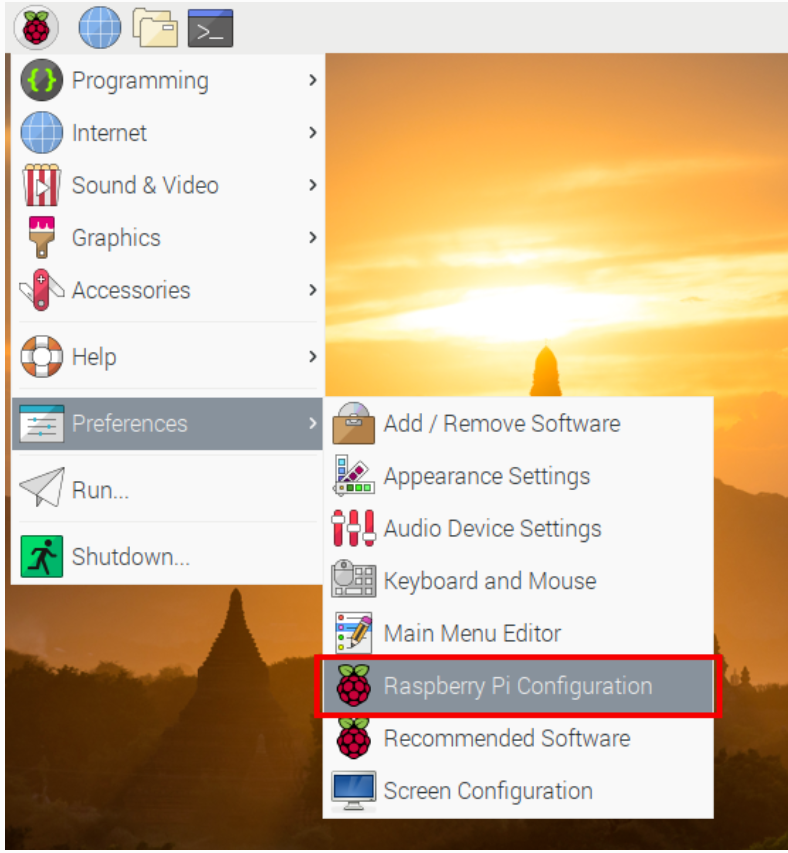 Programming
Internet
Sound & Video
Graphics
Accessories
Help
Preferences
Run...
Shutdown...
Add / Remove Software
Appearance Settings
Audio Device Settings
Keyboard and Mouse
Main Menu Editor
Raspberry Pi Configuration
Recommended Software
Screen Configuration